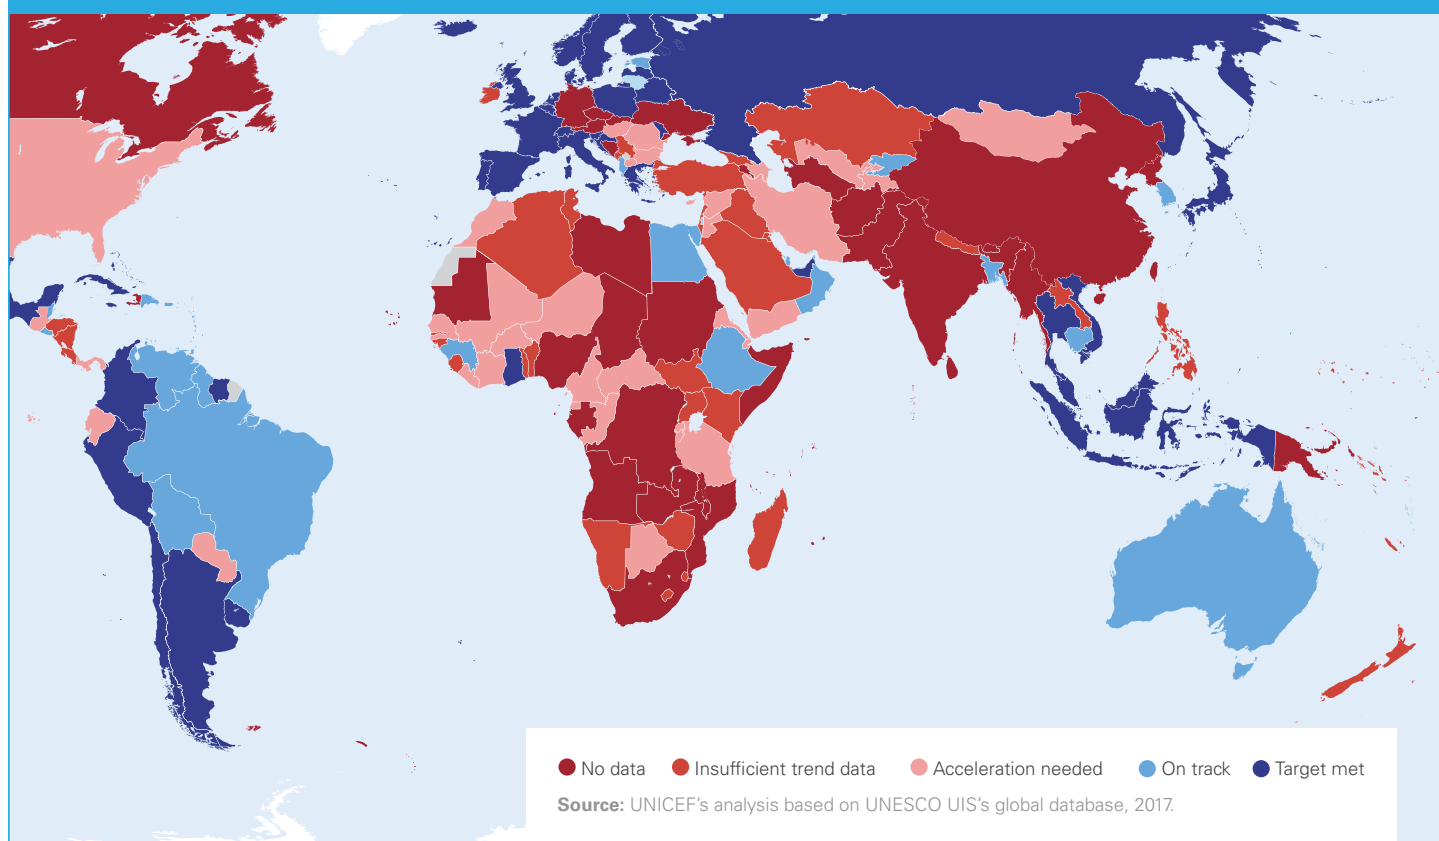 No data Insufficient trend data Acceleration needed On track Target met
Source: UNICEF's analysis based on UNESCO UIS's global database, 2017.